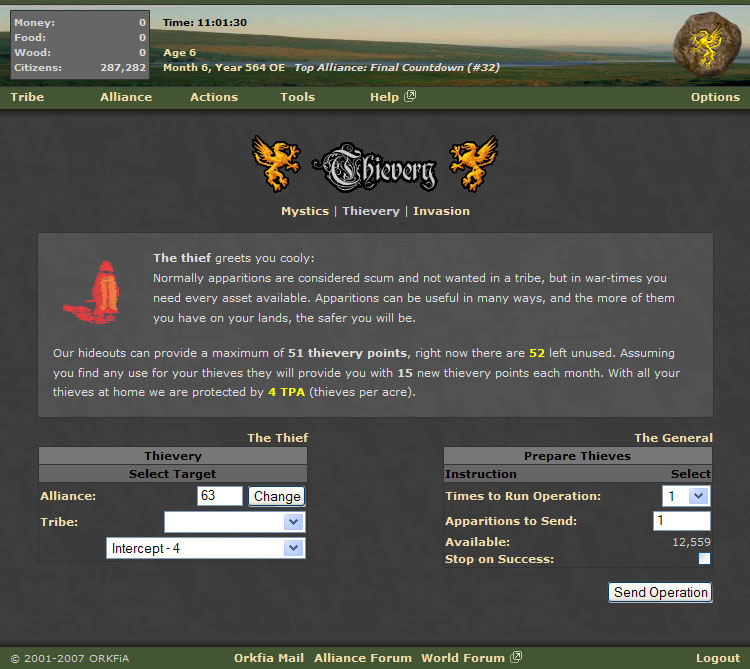 Money: 0
Food: 0
Wood: 0
Citizens: 287,282
Time: 11:01:30
Age 6
Month 6, Year 564 OE Top Alliance: Final Countdown (#32)
Tribe Alliance Actions Tools Help Options
Thievery
Mystics | Thievery | Invasion
The thief greets you cooly:
Normally apparitions are considered scum and not wanted in a tribe, but in war-times you
need every asset available. Apparitions can be useful in many ways, and the more of them
you have on your lands, the safer you will be.
Our hideouts can provide a maximum of 51 thievery points, right now there are 52 left unused. Assuming
you find any use for your thieves they will provide you with 15 new thievery points each month. With all your
thieves at home we are protected by 4 TPA (thieves per acre).
The Thief
Thievery
Select Target
Alliance: 63 Change
Tribe:
Intercept - 4
The General
Prepare Thieves
Instruction Select
Times to Run Operation: 1
Apparitions to Send: 1
Available: 12,559
Stop on Success:
Send Operation
© 2001-2007 ORKFiA Orkfia Mail Alliance Forum World Forum Logout